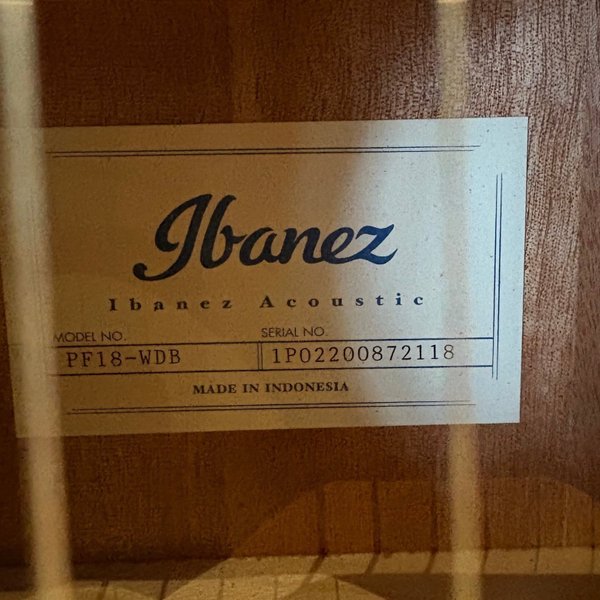 Ibanez
Ibanez Acoustic
MODEL NO. SERIAL NO.
PF18-WDB 1P02200872118
MADE IN INDONESIA